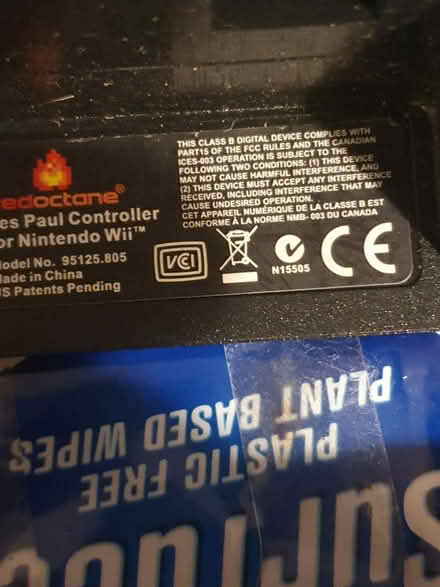 redoctane®
es Paul Controller
or Nintendo Wii™
odel No. 95125.805
ade in China
S Patents Pending
THIS CLASS B DIGITAL DEVICE COMPLIES WITH
PART15 OF THE FCC RULES AND THE CANADIAN
ICES-003 OPERATION IS SUBJECT TO THE
FOLLOWING TWO CONDITIONS: (1) THIS DEVICE
MAY NOT CAUSE HARMFUL INTERFERENCE, AND
(2) THIS DEVICE MUST ACCEPT ANY INTERFERENCE
RECEIVED, INCLUDING INTERFERENCE THAT MAY
CAUSE UNDESIRED OPERATION.
CET APPAREIL NUMÉRIQUE DE LA CLASSE B EST
CONFORME À LA NORME NMB- 003 DU CANADA
VCI
N15505
CE
PLANT BASED WIPES
PLASTIC FREE